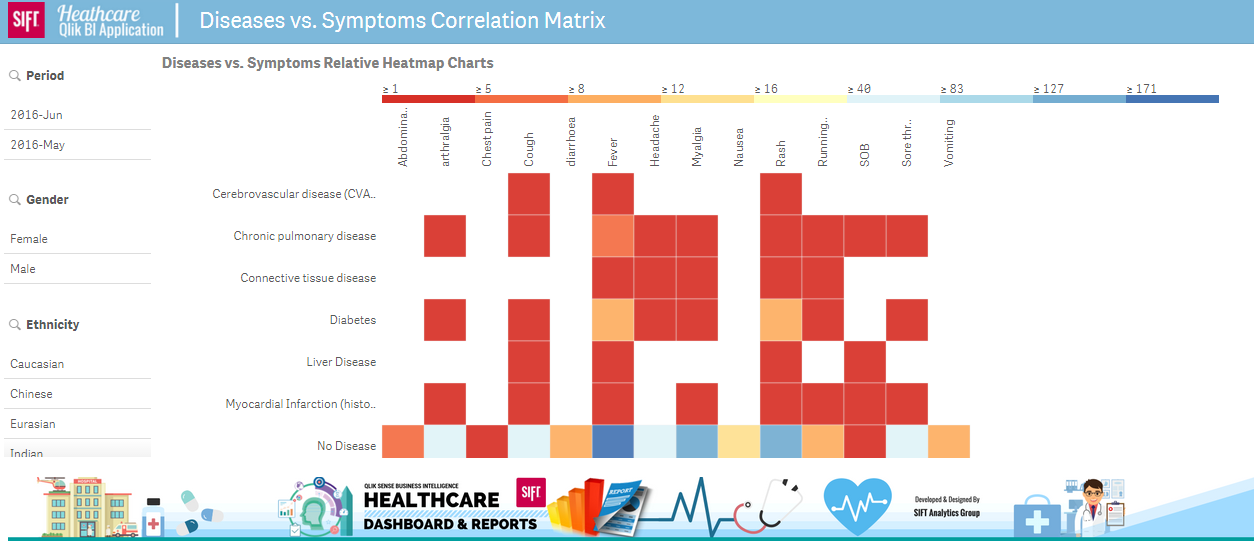 SIFT
Heathcare
Qlik BI Application
Diseases vs. Symptoms Correlation Matrix
Period
2016-Jun
2016-May
Gender
Female
Male
Ethnicity
Caucasian
Chinese
Eurasian
Indian
Diseases vs. Symptoms Relative Heatmap Charts
≥ 1 ≥ 5 ≥ 8 ≥ 12 ≥ 16 ≥ 40 ≥ 83 ≥ 127 ≥ 171
Abdomina..
arthralgia
Chest pain
Cough
diarrhoea
Fever
Headache
Myalgia
Nausea
Rash
Running..
SOB
Sore thr..
Vomiting
Cerebrovascular disease (CVA..
Chronic pulmonary disease
Connective tissue disease
Diabetes
Liver Disease
Myocardial Infarction (histo..
No Disease
HOSPITAL
QLIK SENSE BUSINESS INTELLIGENCE
HEALTHCARE
DASHBOARD & REPORTS
SIFT
REPORT
Developed & Designed By
SIFT Analytics Group